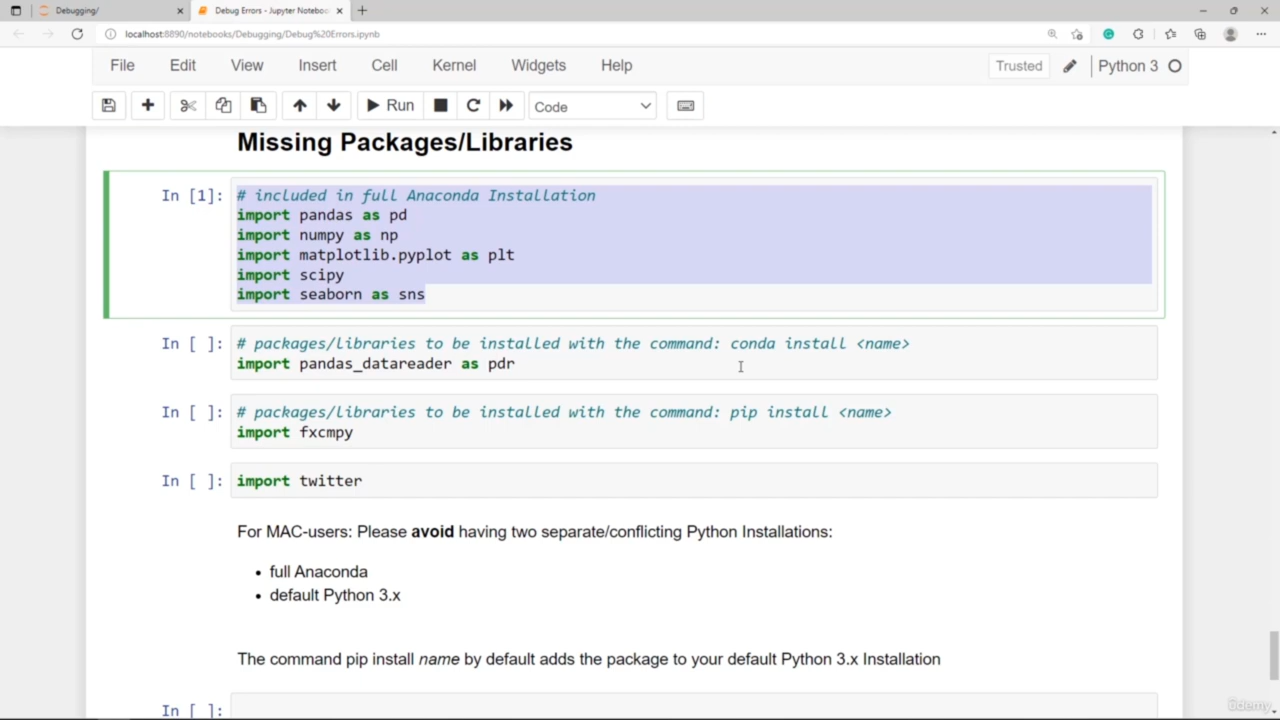 Debugging/
Debug Errors - Jupyter Noteboo
localhost:8890/notebooks/Debugging/Debug%20Errors.ipynb
File Edit View Insert Cell Kernel Widgets Help Trusted Python 3
Run Code
Missing Packages/Libraries
In [1]: # included in full Anaconda Installation
import pandas as pd
import numpy as np
import matplotlib.pyplot as plt
import scipy
import seaborn as sns
In [ ]: # packages/libraries to be installed with the command: conda install <name>
import pandas_datareader as pdr
In [ ]: # packages/libraries to be installed with the command: pip install <name>
import fxcmpy
In [ ]: import twitter
For MAC-users: Please avoid having two separate/conflicting Python Installations:
• full Anaconda
• default Python 3.x
The command pip install name by default adds the package to your default Python 3.x Installation
In [ ]:
ûdemy